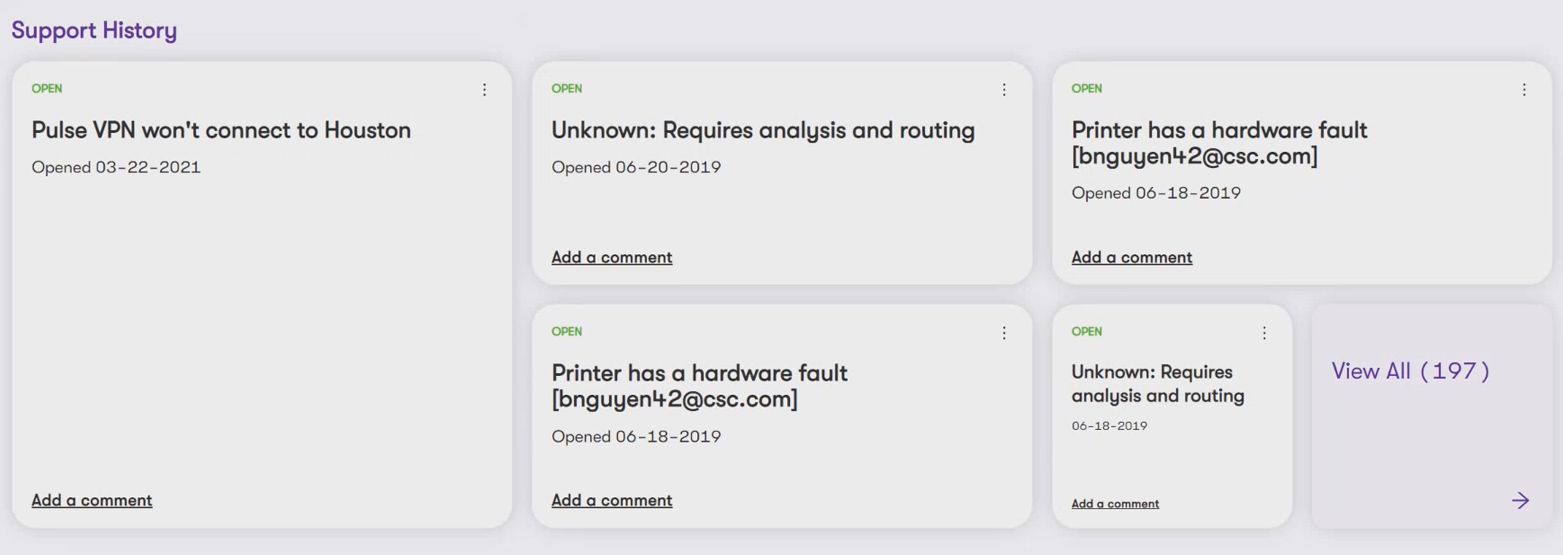 Support History
OPEN
Pulse VPN won't connect to Houston
Opened 03-22-2021
Add a comment
OPEN
Unknown: Requires analysis and routing
Opened 06-20-2019
Add a comment
OPEN
Printer has a hardware fault
[bnguyen42@csc.com]
Opened 06-18-2019
Add a comment
OPEN
Printer has a hardware fault
[bnguyen42@csc.com]
Opened 06-18-2019
Add a comment
OPEN
Unknown: Requires
analysis and routing
06-18-2019
Add a comment
View All (197)